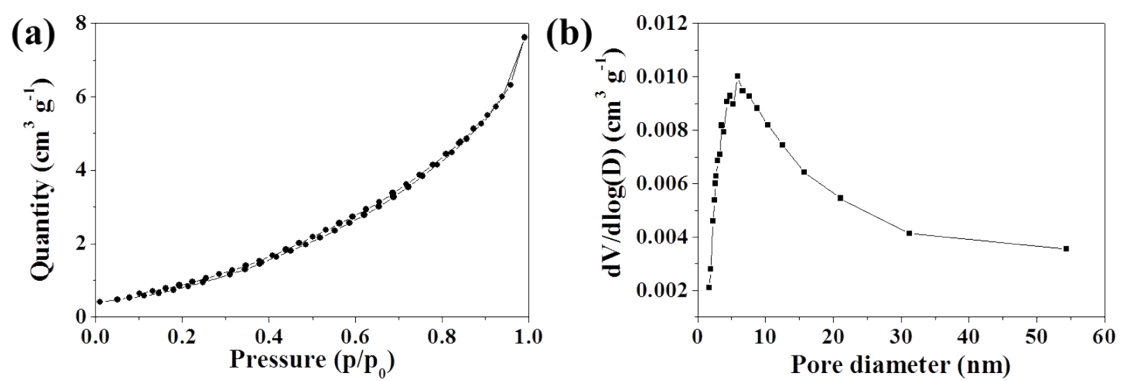 (a)
8
6
4
2
0
Quantity (cm³ g⁻¹)
0.0 0.2 0.4 0.6 0.8 1.0
Pressure (p/p₀)
(b)
0.012
0.010
0.008
0.006
0.004
0.002
dV/dlog(D) (cm³ g⁻¹)
0 10 20 30 40 50 60
Pore diameter (nm)